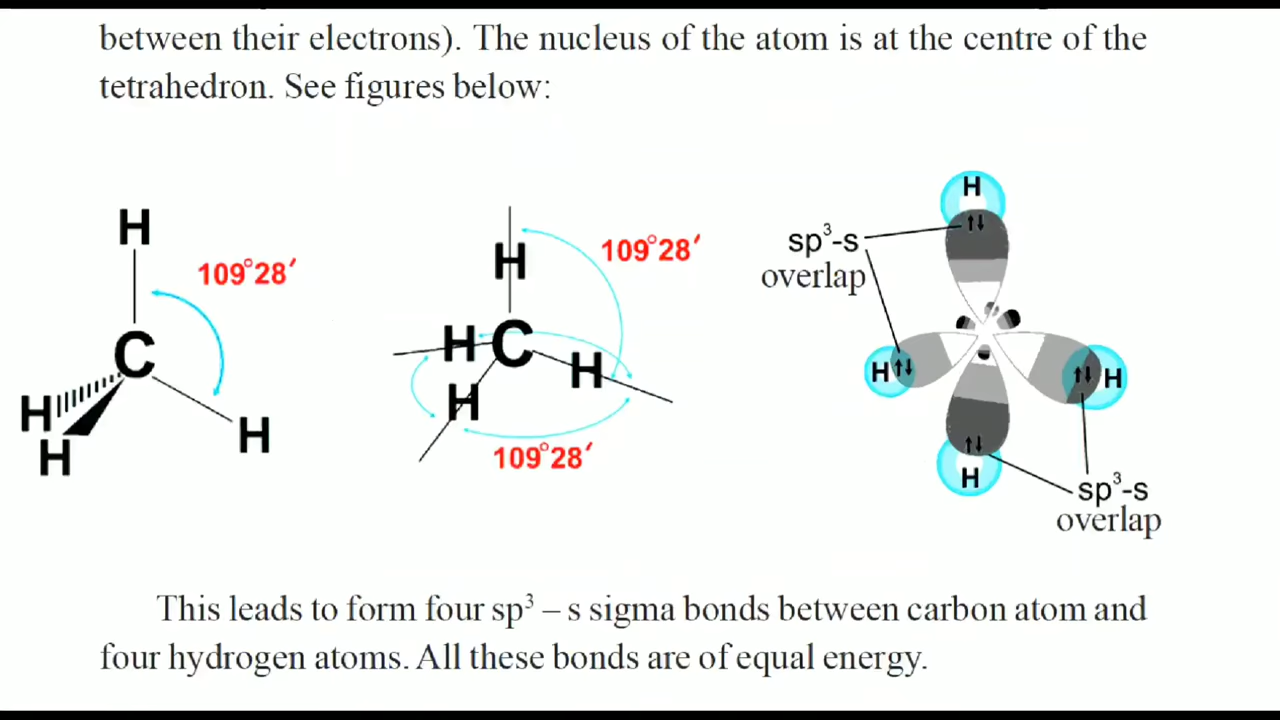 between their electrons). The nucleus of the atom is at the centre of the
tetrahedron. See figures below:
H
109°28′
C
H
H
H
H
109°28′
H
C
H
H
109°28′
H
sp³-s
overlap
H
H
H
sp³-s
overlap
This leads to form four sp³ – s sigma bonds between carbon atom and
four hydrogen atoms. All these bonds are of equal energy.